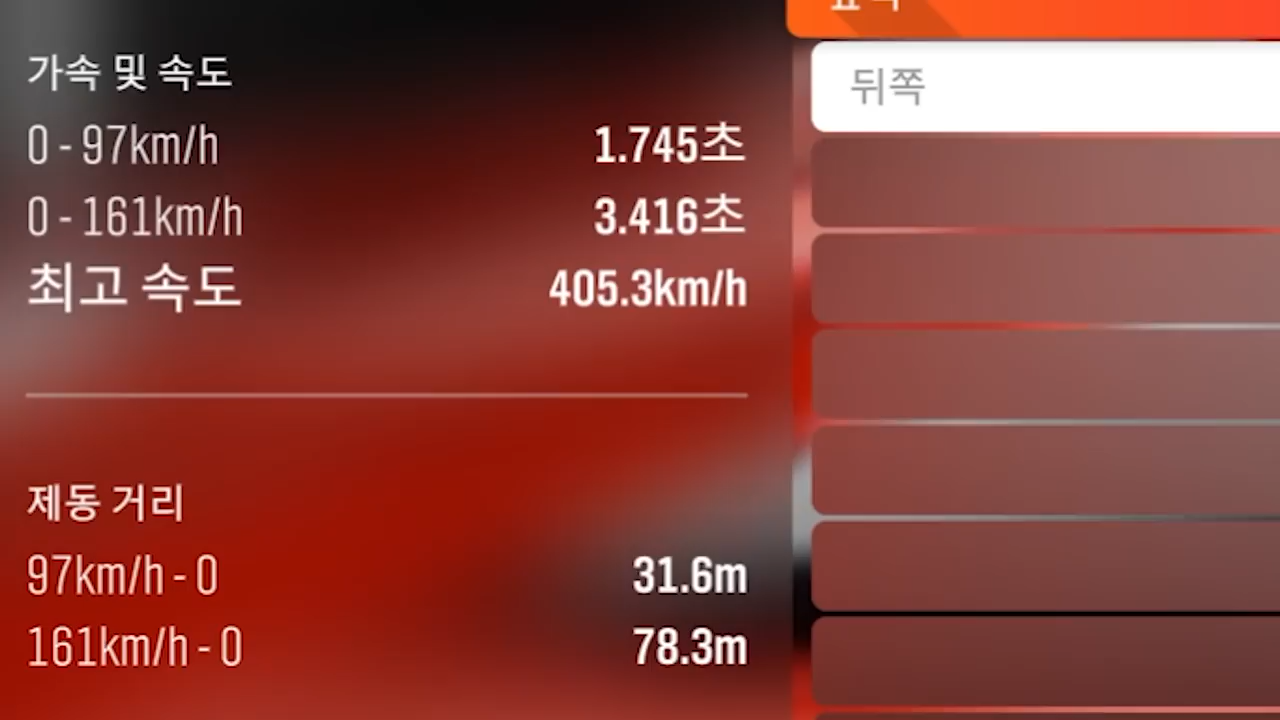 가속 및 속도
0 - 97km/h 1.745초
0 - 161km/h 3.416초
최고 속도 405.3km/h
제동 거리
97km/h - 0 31.6m
161km/h - 0 78.3m
뒤쪽